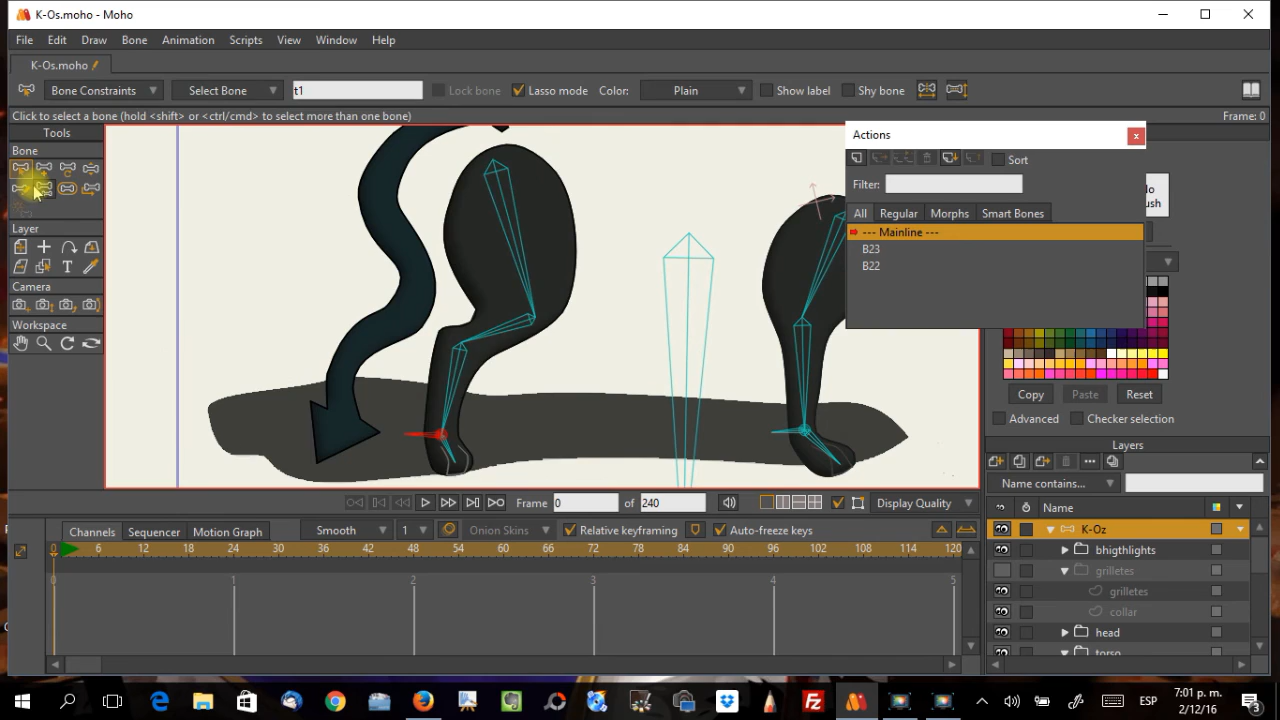 K-Os.moho - Moho
File Edit Draw Bone Animation Scripts View Window Help
K-Os.moho
Bone Constraints Select Bone t1 Lock bone Lasso mode Color: Plain Show label Shy bone
Click to select a bone (hold <shift> or <ctrl/cmd> to select more than one bone) Frame: 0
Tools
Bone
Layer
Camera
Workspace
Actions
Sort
Filter:
All Regular Morphs Smart Bones
--- Mainline ---
B23
B22
Copy Paste Reset
Advanced Checker selection
Layers
Name contains...
Name
K-Oz
bhigthlights
grilletes
grilletes
collar
head
torso
Frame 0 of 240 Display Quality
Channels Sequencer Motion Graph Smooth 1 Onion Skins Relative keyframing Auto-freeze keys
0 6 12 18 24 30 36 42 48 54 60 66 72 78 84 90 96 102 108 114 120
0 1 2 3 4 5
ESP 7:01 p. m.
2/12/16
3